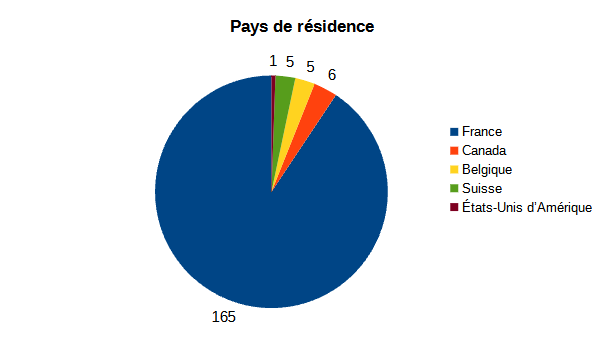 Pays de résidence
1 5 5 6
165
France
Canada
Belgique
Suisse
États-Unis d’Amérique